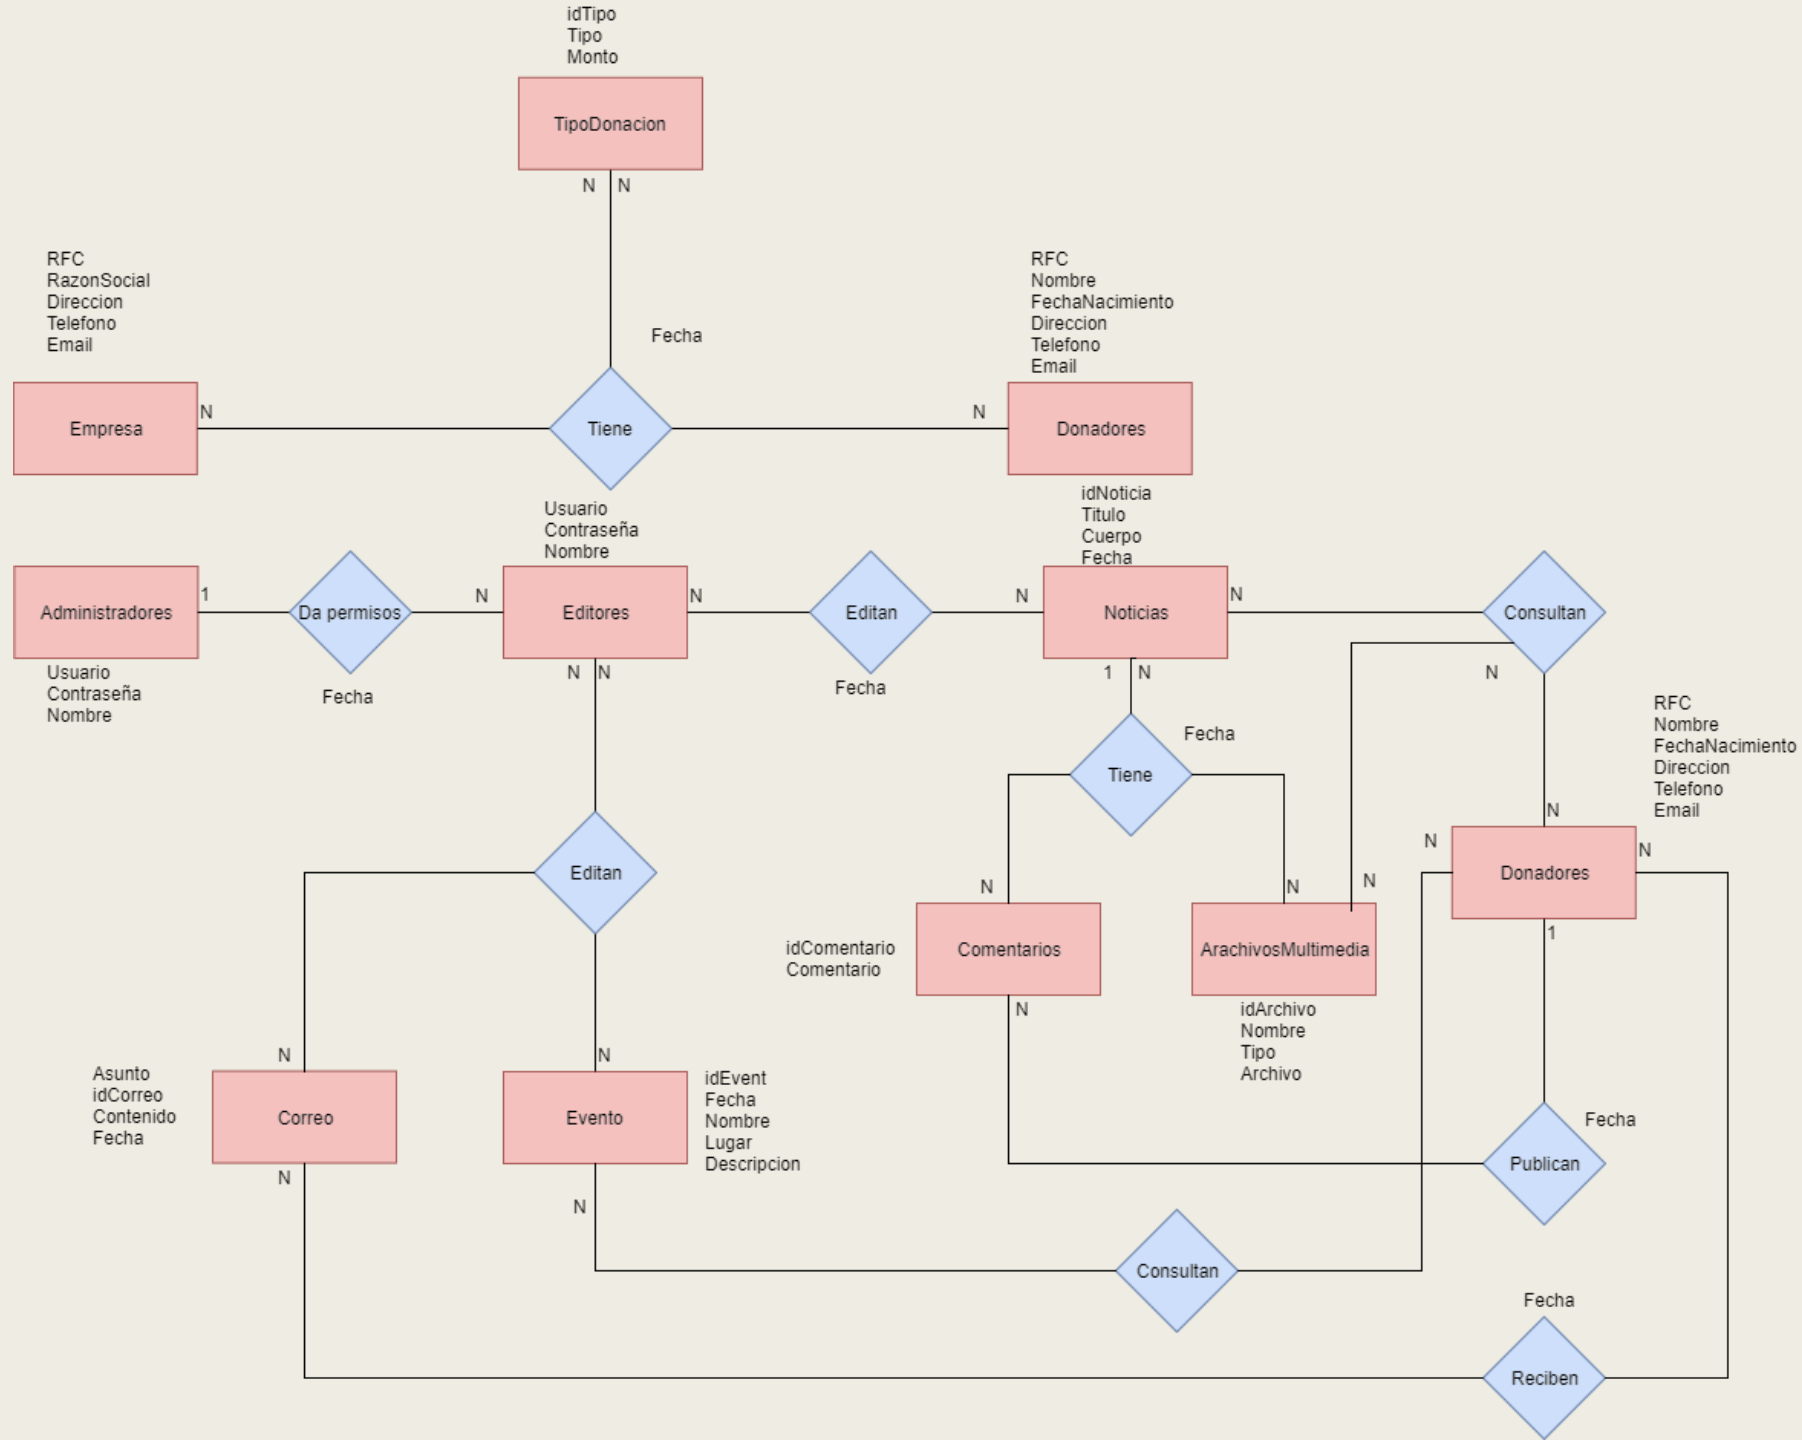 idTipo
Tipo
Monto
TipoDonacion
N N
RFC
RazonSocial
Direccion
Telefono
Email
Fecha
RFC
Nombre
FechaNacimiento
Direccion
Telefono
Email
Empresa
N
Tiene
N
Donadores
Usuario
Contraseña
Nombre
idNoticia
Titulo
Cuerpo
Fecha
Administradores
1
Da permisos
N
Editores
N
Editan
N
Noticias
N
Consultan
Usuario
Contraseña
Nombre
Fecha
N N
Fecha
1 N
N
Fecha
Tiene
RFC
Nombre
FechaNacimiento
Direccion
Telefono
Email
N
N
Donadores
N
1
Editan
N
N
N
idComentario
Comentario
Comentarios
N
ArachivosMultimedia
idArchivo
Nombre
Tipo
Archivo
N
N
Asunto
idCorreo
Contenido
Fecha
Correo
N
Evento
N
idEvent
Fecha
Nombre
Lugar
Descripcion
Fecha
Publican
Consultan
Fecha
Reciben